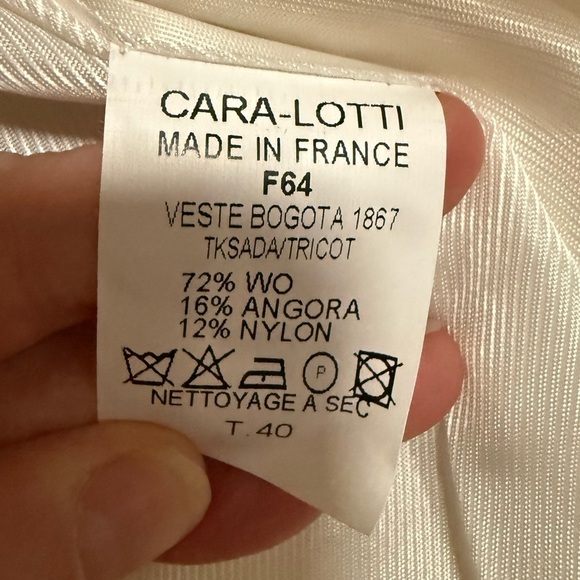 CARA-LOTTI
MADE IN FRANCE
F64
VESTE BOGOTA 1867
TKSADA/TRICOT
72% WO
16% ANGORA
12% NYLON
P
NETTOYAGE A SEC
T.40